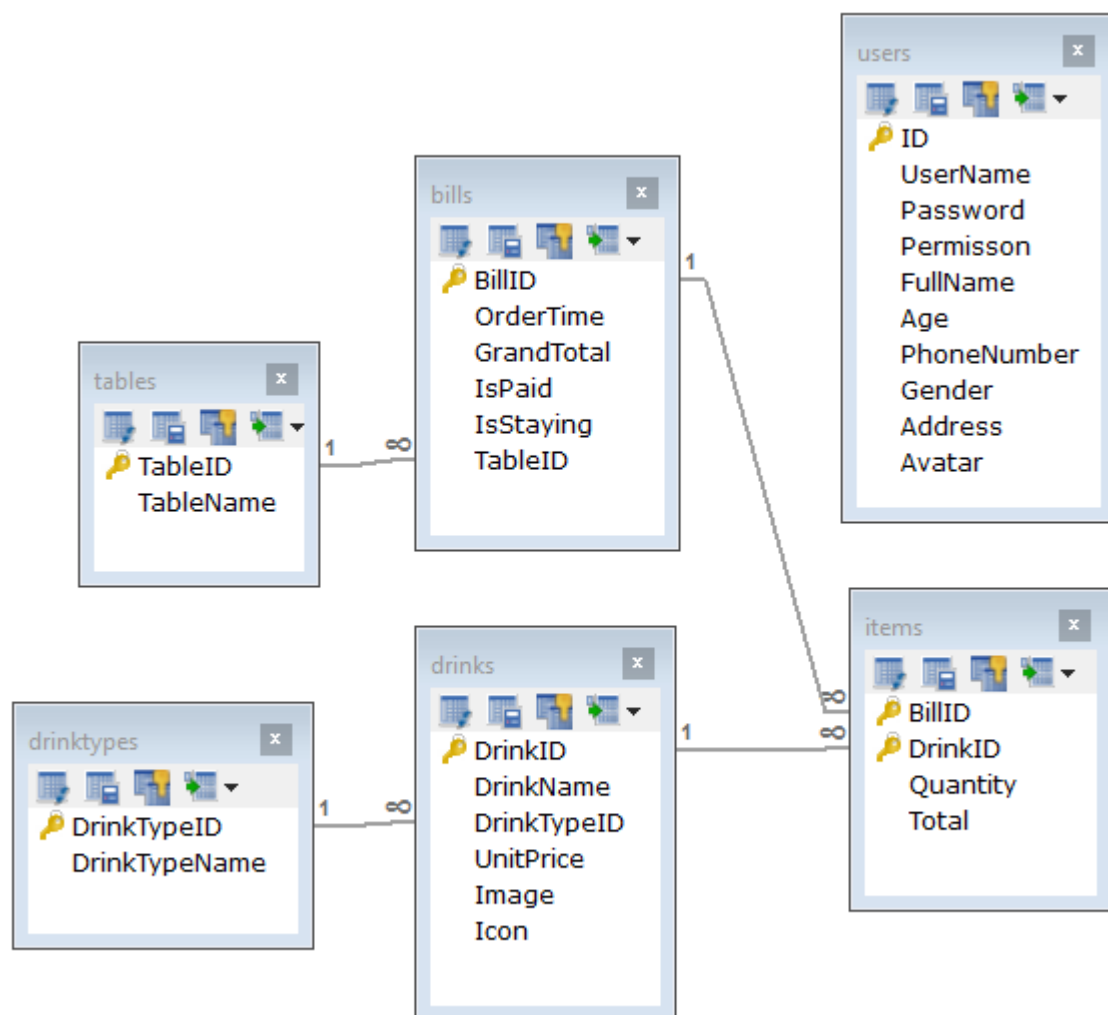 users
ID
UserName
Password
Permisson
FullName
Age
PhoneNumber
Gender
Address
Avatar
bills
BillID
OrderTime
GrandTotal
IsPaid
IsStaying
TableID
tables
TableID
TableName
1
∞
1
∞
∞
items
BillID
DrinkID
Quantity
Total
drinks
DrinkID
DrinkName
DrinkTypeID
UnitPrice
Image
Icon
1
drinktypes
DrinkTypeID
DrinkTypeName
1
∞